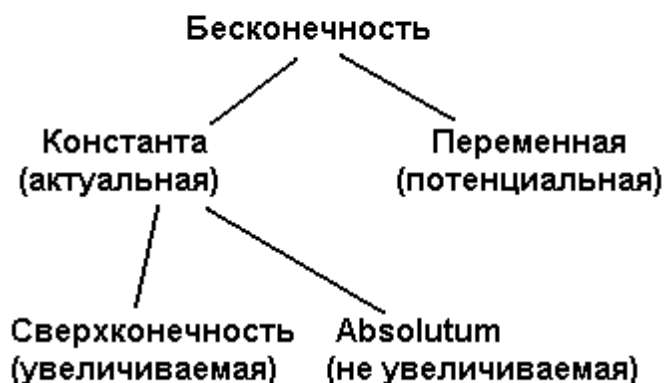 Бесконечность
Константа Переменная
(актуальная) (потенциальная)
Сверхконечность Absolutum
(увеличиваемая) (не увеличиваемая)